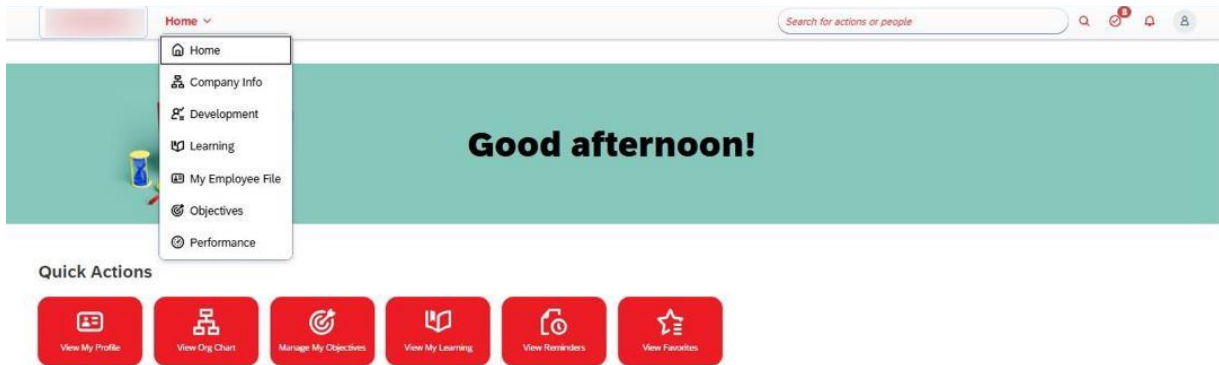 Home
Search for actions or people
8
Home
Company Info
Development
Learning
My Employee File
Objectives
Performance
Good afternoon!
Quick Actions
View My Profile
View Org Chart
Manage My Objectives
View My Learning
View Reminders
View Favorites